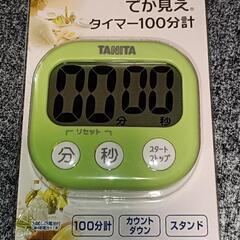 でか見え®
タイマー100分計
TANITA
00 00
分 秒
リセット
分 秒 スタート
ストップ
100分計 カウント
ダウン スタンド